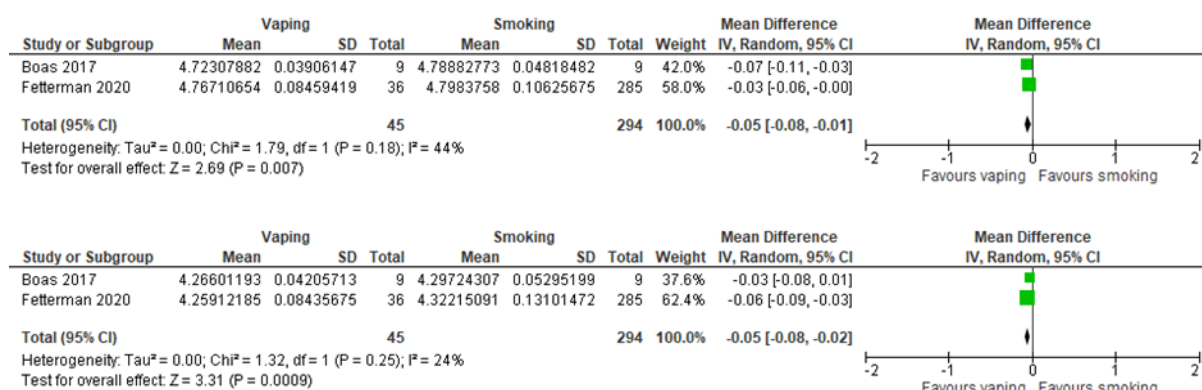 Vaping Smoking Mean Difference Mean Difference
Study or Subgroup Mean SD Total Mean SD Total Weight IV, Random, 95% CI IV, Random, 95% CI
Boas 2017 4.72307882 0.03906147 9 4.78882773 0.04818482 9 42.0% -0.07 [-0.11, -0.03]
Fetterman 2020 4.76710654 0.08459419 36 4.7983758 0.10625675 285 58.0% -0.03 [-0.06, -0.00]
Total (95% CI) 45 294 100.0% -0.05 [-0.08, -0.01]
Heterogeneity: Tau² = 0.00; Chi² = 1.79, df = 1 (P = 0.18); I² = 44%
Test for overall effect: Z = 2.69 (P = 0.007)
-2 -1 0 1 2
Favours vaping Favours smoking
Vaping Smoking Mean Difference Mean Difference
Study or Subgroup Mean SD Total Mean SD Total Weight IV, Random, 95% CI IV, Random, 95% CI
Boas 2017 4.26601193 0.04205713 9 4.29724307 0.05295199 9 37.6% -0.03 [-0.08, 0.01]
Fetterman 2020 4.25912185 0.08435675 36 4.32215091 0.13101472 285 62.4% -0.06 [-0.09, -0.03]
Total (95% CI) 45 294 100.0% -0.05 [-0.08, -0.02]
Heterogeneity: Tau² = 0.00; Chi² = 1.32, df = 1 (P = 0.25); I² = 24%
Test for overall effect: Z = 3.31 (P = 0.0009)
-2 -1 0 1 2
Favours vaping Favours smoking